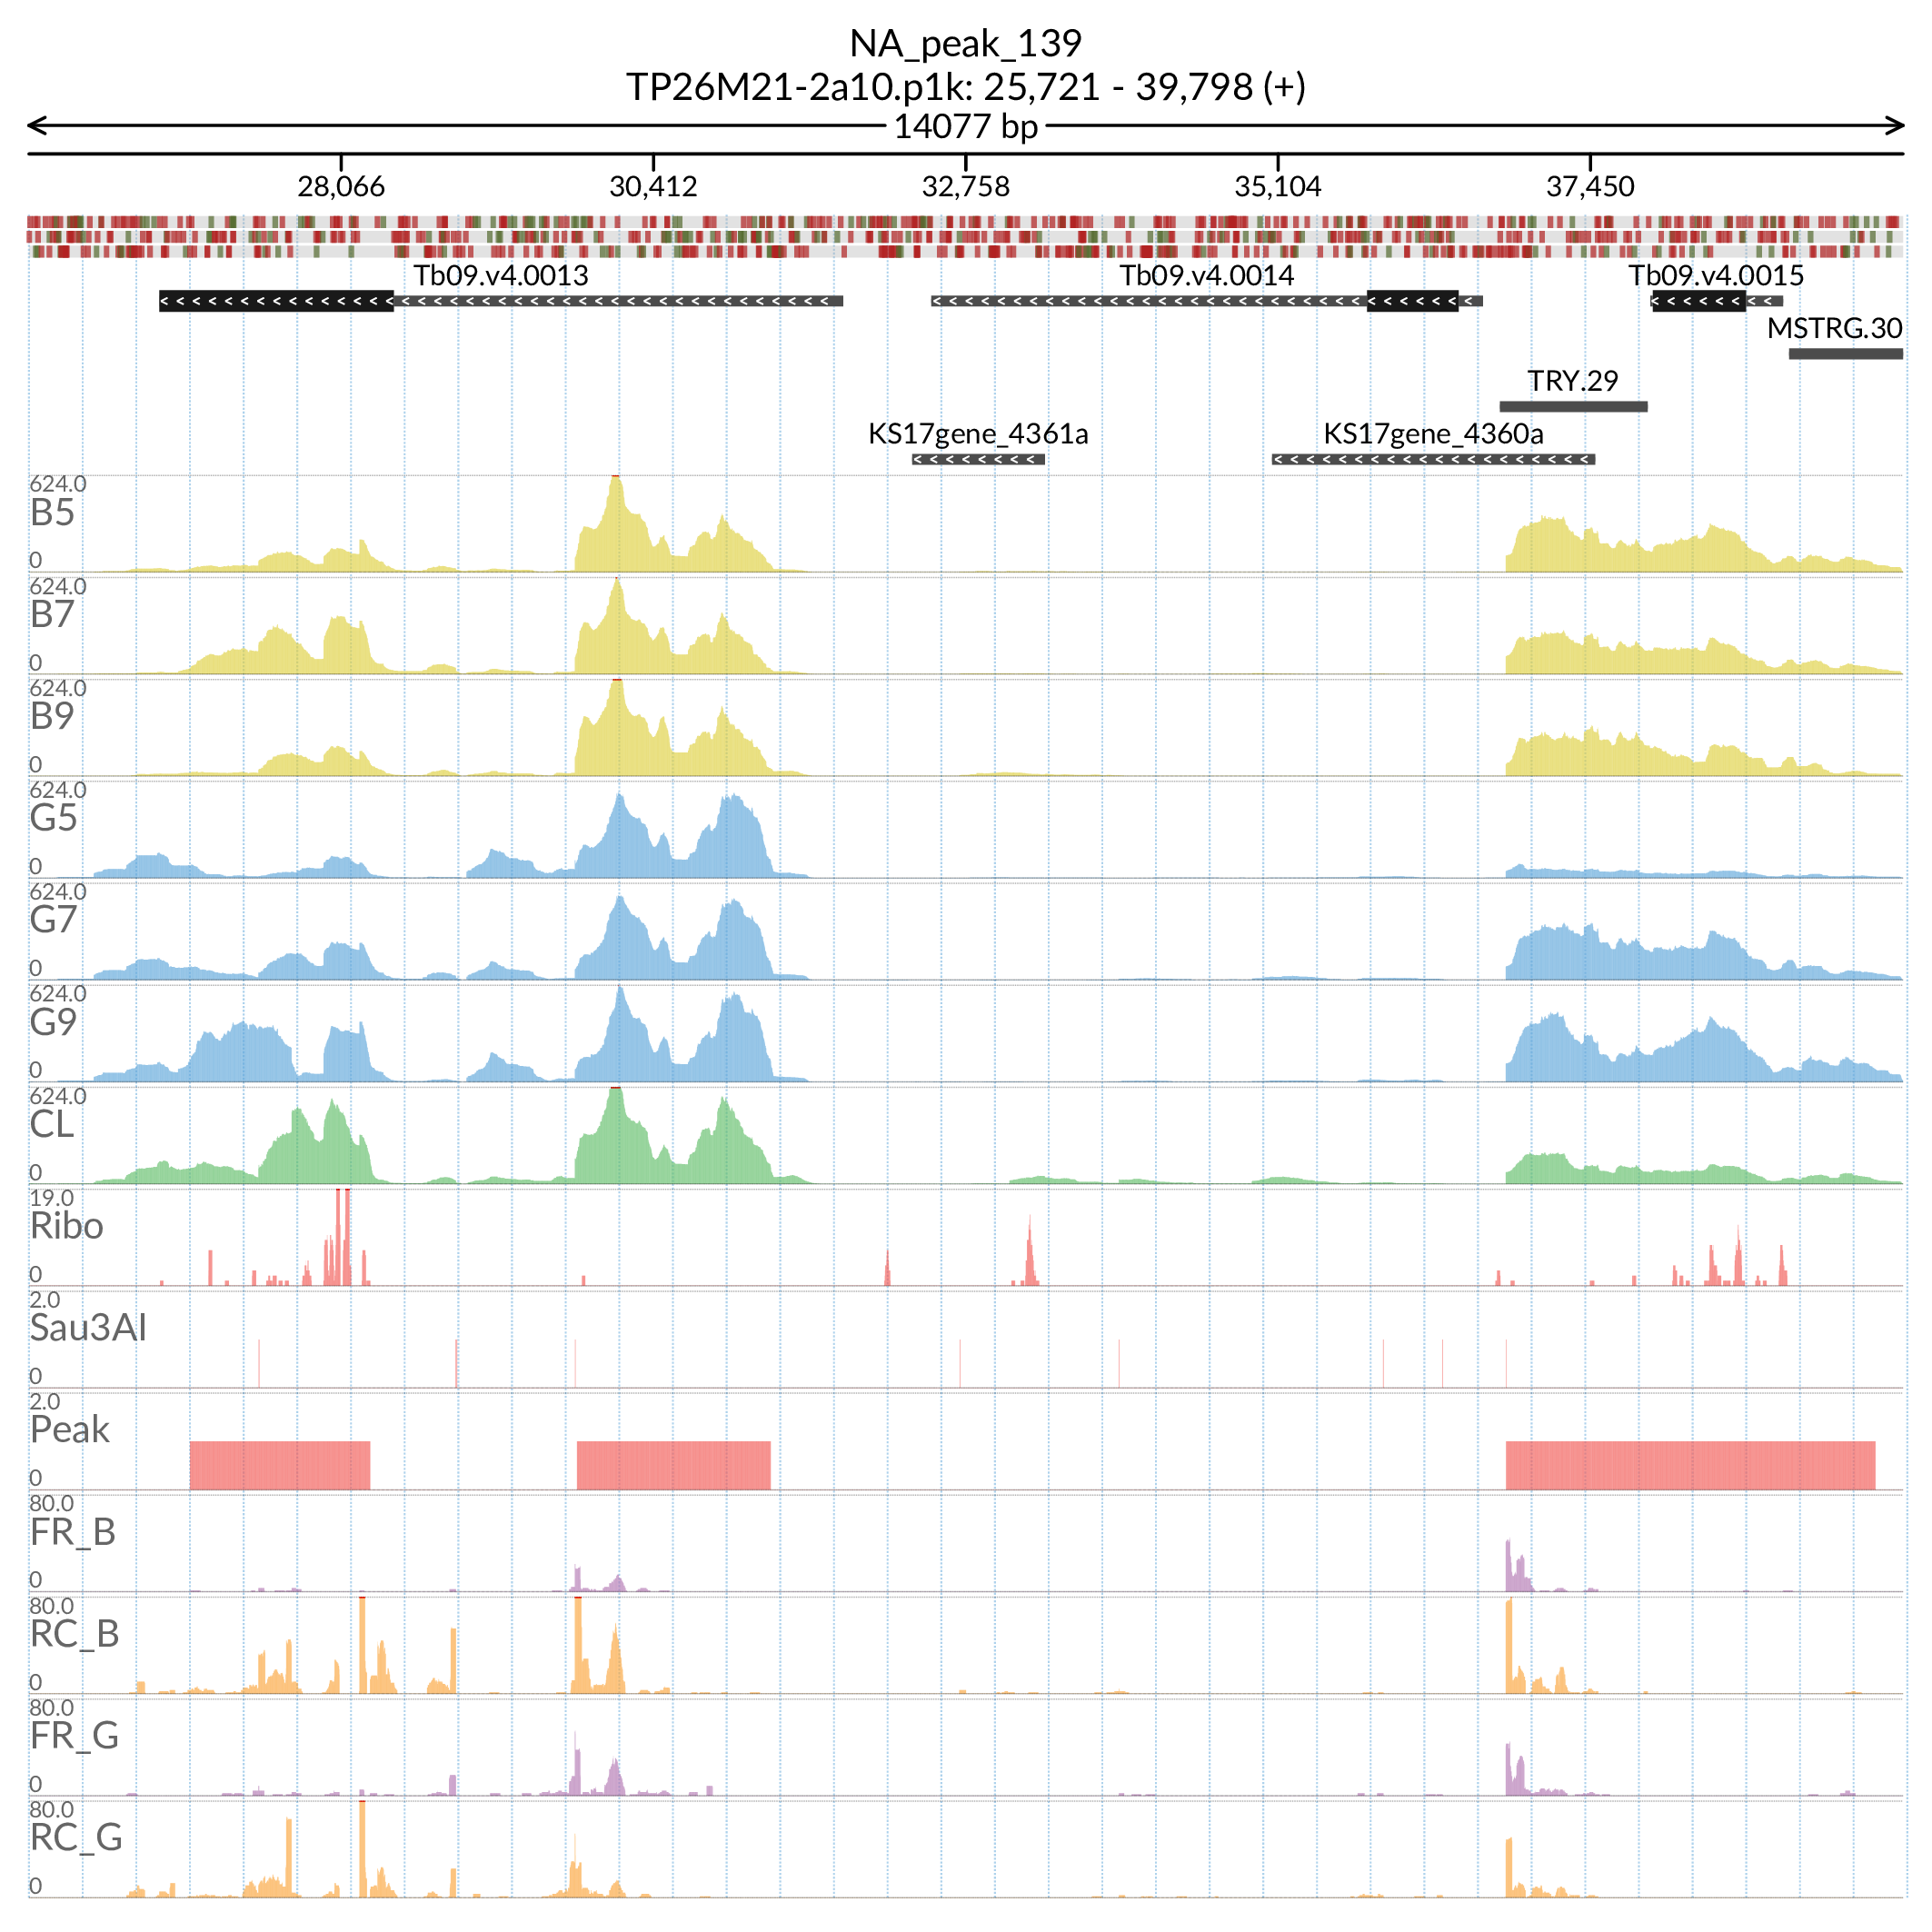 NA_peak_139
TP26M21-2a10.p1k: 25,721 - 39,798 (+)
14077 bp
28,066 30,412 32,758 35,104 37,450
Tb09.v4.0013 Tb09.v4.0014 Tb09.v4.0015
MSTRG.30
TRY.29
KS17gene_4361a KS17gene_4360a
624.0
B5
0
624.0
B7
0
624.0
B9
0
624.0
G5
0
624.0
G7
0
624.0
G9
0
624.0
CL
0
19.0
Ribo
0
2.0
Sau3AI
0
2.0
Peak
0
80.0
FR_B
0
80.0
RC_B
0
80.0
FR_G
0
80.0
RC_G
0